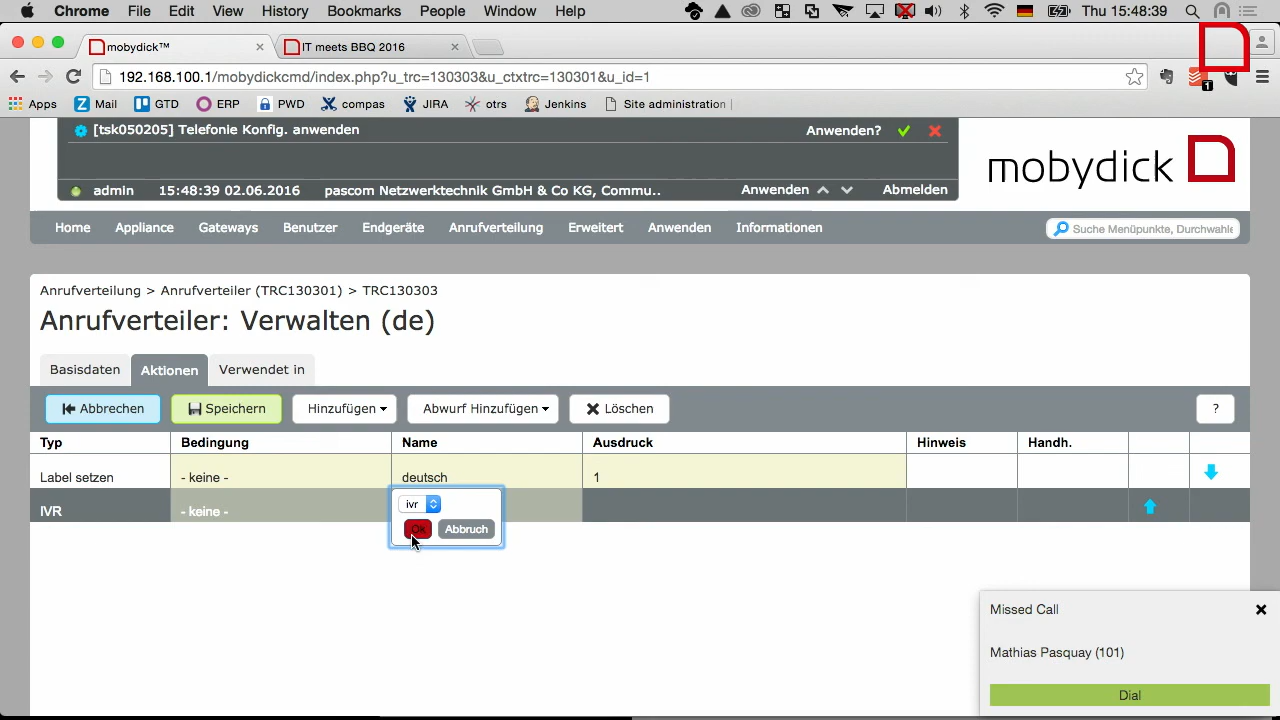 Chrome File Edit View History Bookmarks People Window Help Thu 15:48:39
mobydick™ IT meets BBQ 2016
192.168.100.1/mobydickcmd/index.php?u_trc=130303&u_ctxtrc=130301&u_id=1 1
Apps Mail GTD ERP PWD compas JIRA otrs Jenkins Site administration
[tsk050205] Telefonie Konfig. anwenden Anwenden?
mobydick
admin 15:48:39 02.06.2016 pascom Netzwerktechnik GmbH & Co KG, Commu.. Anwenden Abmelden
Home Appliance Gateways Benutzer Endgeräte Anrufverteilung Erweitert Anwenden Informationen Suche Menüpunkte, Durchwahle
Anrufverteilung > Anrufverteiler (TRC130301) > TRC130303
Anrufverteiler: Verwalten (de)
Basisdaten Aktionen Verwendet in
Abbrechen Speichern Hinzufügen Abwurf Hinzufügen Löschen ?
Typ Bedingung Name Ausdruck Hinweis Handh.
Label setzen - keine - deutsch 1
IVR - keine - ivr
Ok Abbruch
Missed Call
Mathias Pasquay (101)
Dial